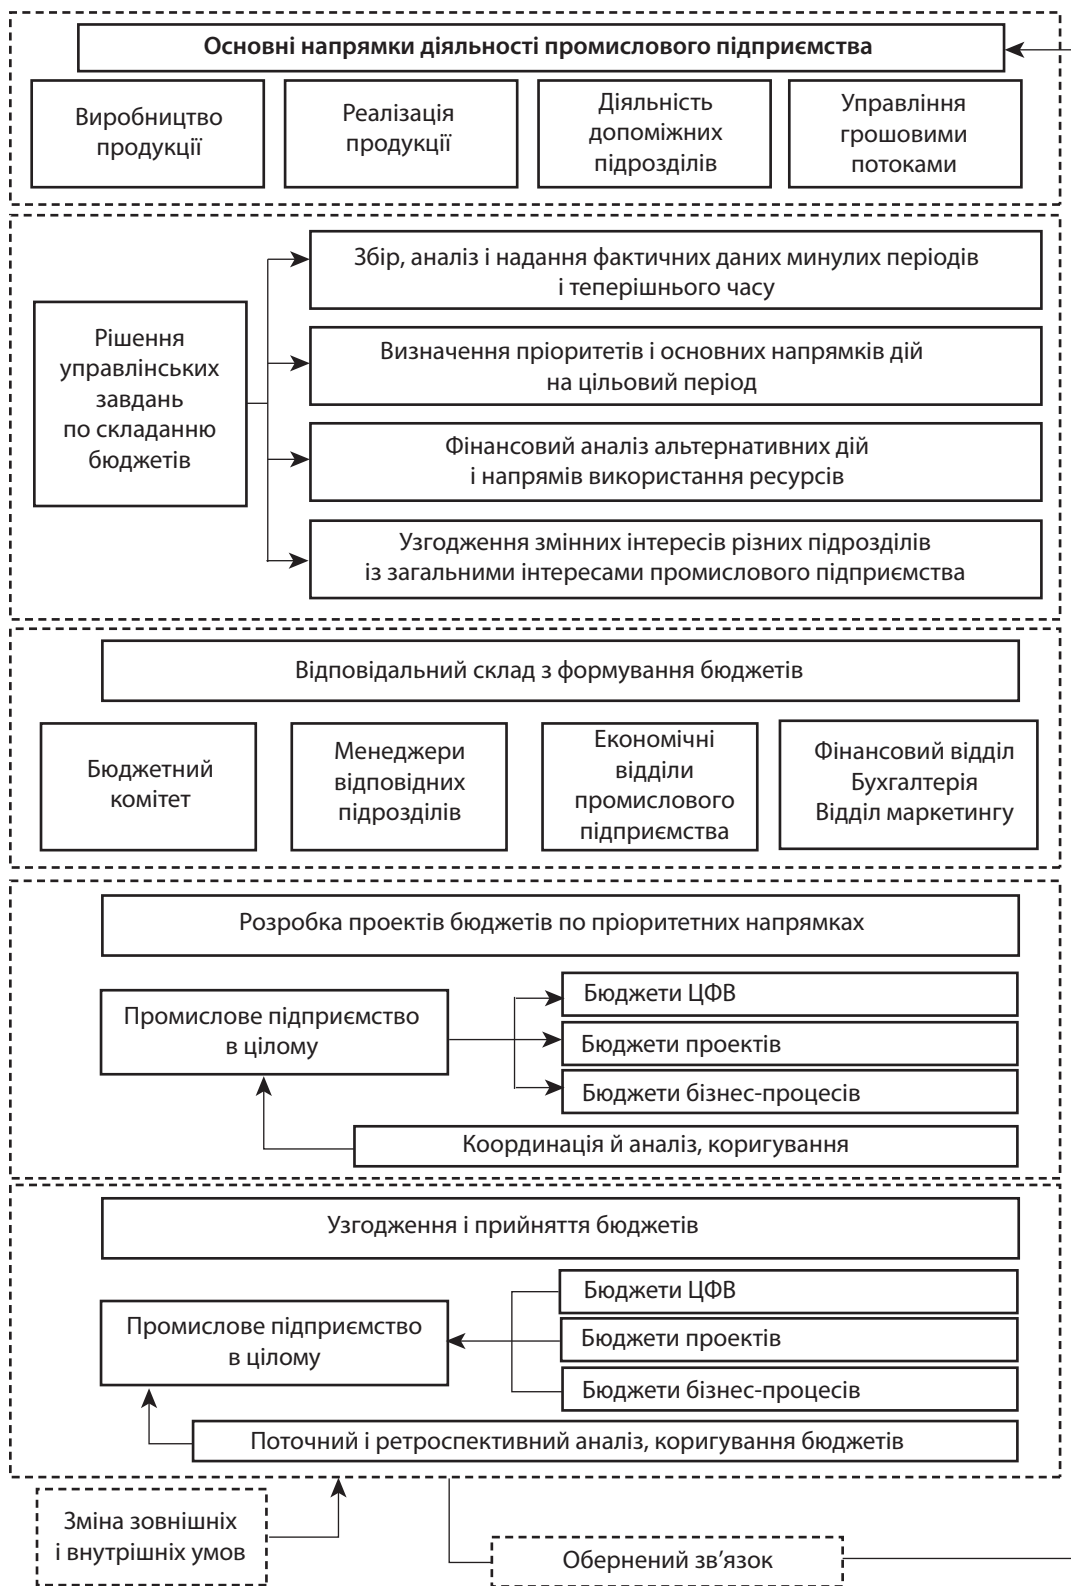 Основні напрямки діяльності промислового підприємства
Виробництво
продукції
Реалізація
продукції
Діяльність
допоміжних
підрозділів
Управління
грошовими
потоками
Рішення
управлінських
завдань
по складанню
бюджетів
Збір, аналіз і надання фактичних даних минулих періодів
і теперішнього часу
Визначення пріоритетів і основних напрямків дій
на цільовий період
Фінансовий аналіз альтернативних дій
і напрямів використання ресурсів
Узгодження змінних інтересів різних підрозділів
із загальними інтересами промислового підприємства
Відповідальний склад з формування бюджетів
Бюджетний
комітет
Менеджери
відповідних
підрозділів
Економічні
відділи
промислового
підприємства
Фінансовий відділ
Бухгалтерія
Відділ маркетингу
Розробка проектів бюджетів по пріоритетних напрямках
Промислове підприємство
в цілому
Бюджети ЦФВ
Бюджети проектів
Бюджети бізнес-процесів
Координація й аналіз, коригування
Узгодження і прийняття бюджетів
Промислове підприємство
в цілому
Бюджети ЦФВ
Бюджети проектів
Бюджети бізнес-процесів
Поточний і ретроспективний аналіз, коригування бюджетів
Зміна зовнішніх
і внутрішніх умов
Обернений зв'язок